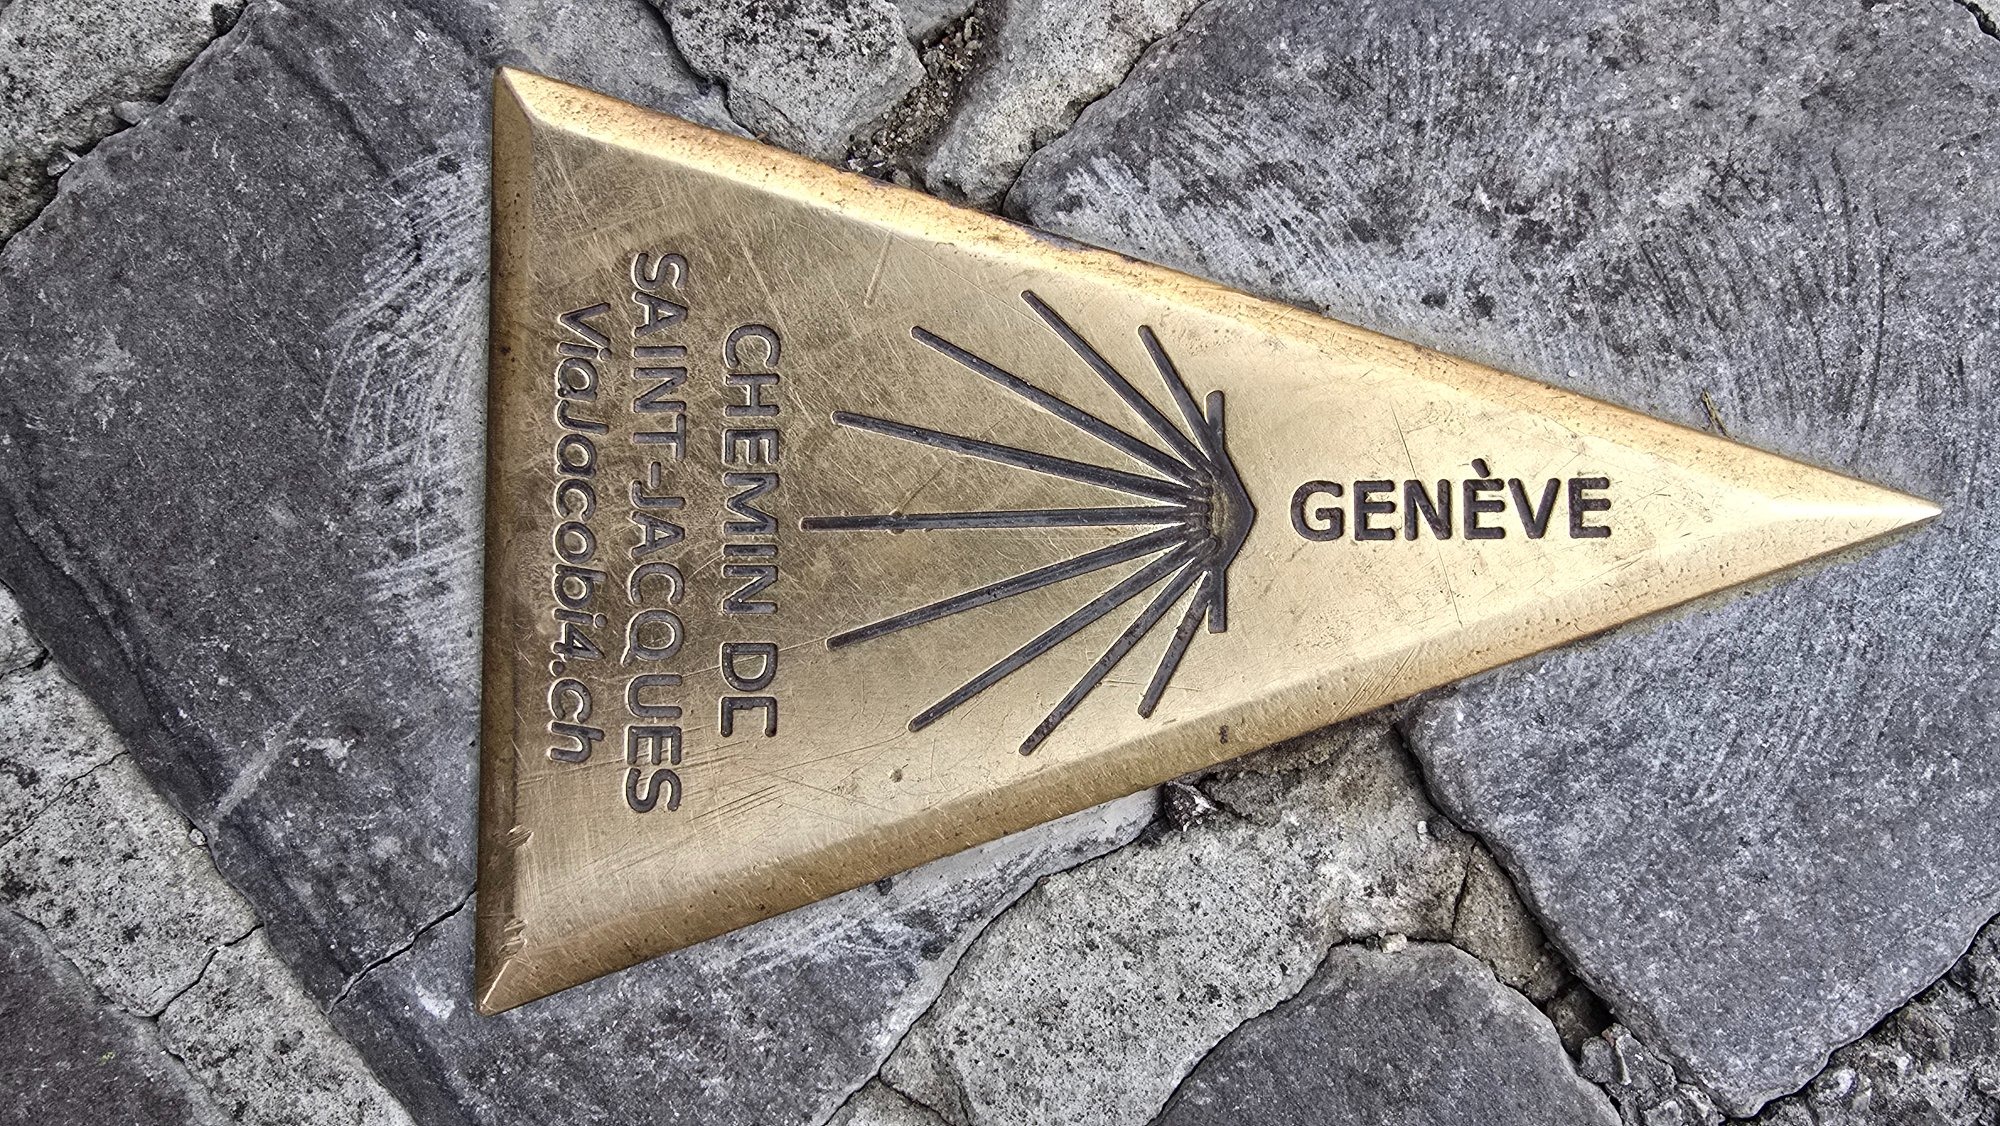 GENÈVE
CHEMIN DE
SAINT-JACQUES
ViaJacobi4.ch